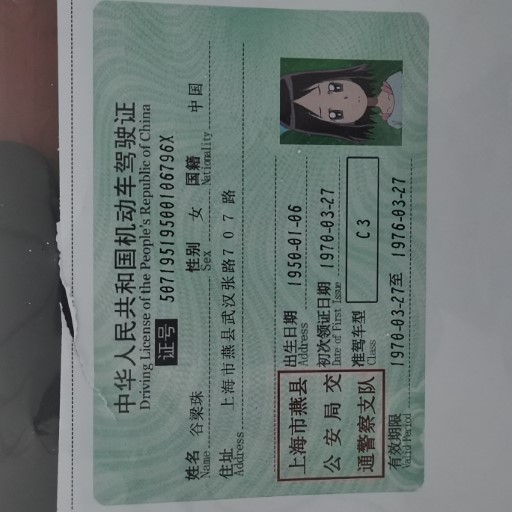 中华人民共和国机动车驾驶证
Driving License of the People's Republic of China
证号 50719519500106796X
姓名 谷梁珠 性别 女 国籍 中国
Name Sex Nationality
住址 上海市燕县武汉张路707 路
Address
上海市燕县
公安局交
通警察支队
出生日期 1950-01-06
Address
初次领证日期 1970-03-27
Date of First Issue
准驾车型 C3
Class
有效期限 1970-03-27至 1976-03-27
Valid Period